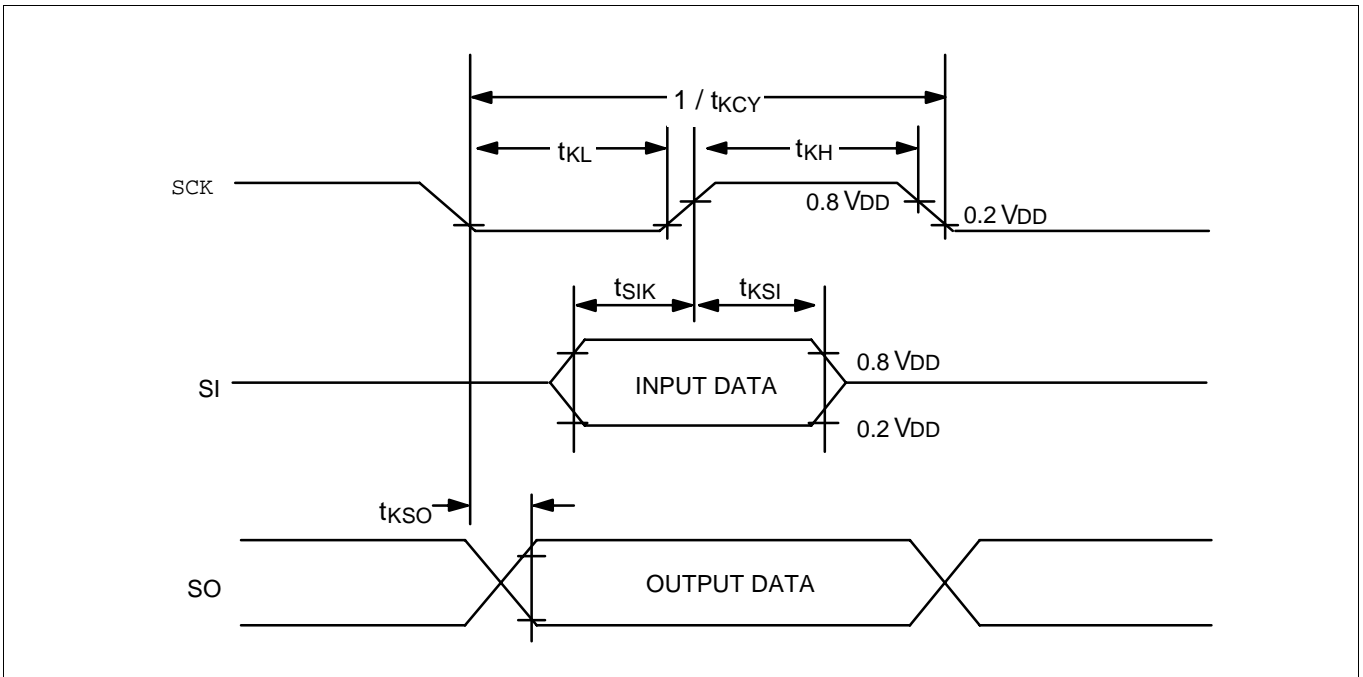 1 / tKCY
tKL
tKH
SCK
0.8 VDD
0.2 VDD
tSIK
tKSI
0.8 VDD
SI
INPUT DATA
0.2 VDD
tKSO
SO
OUTPUT DATA